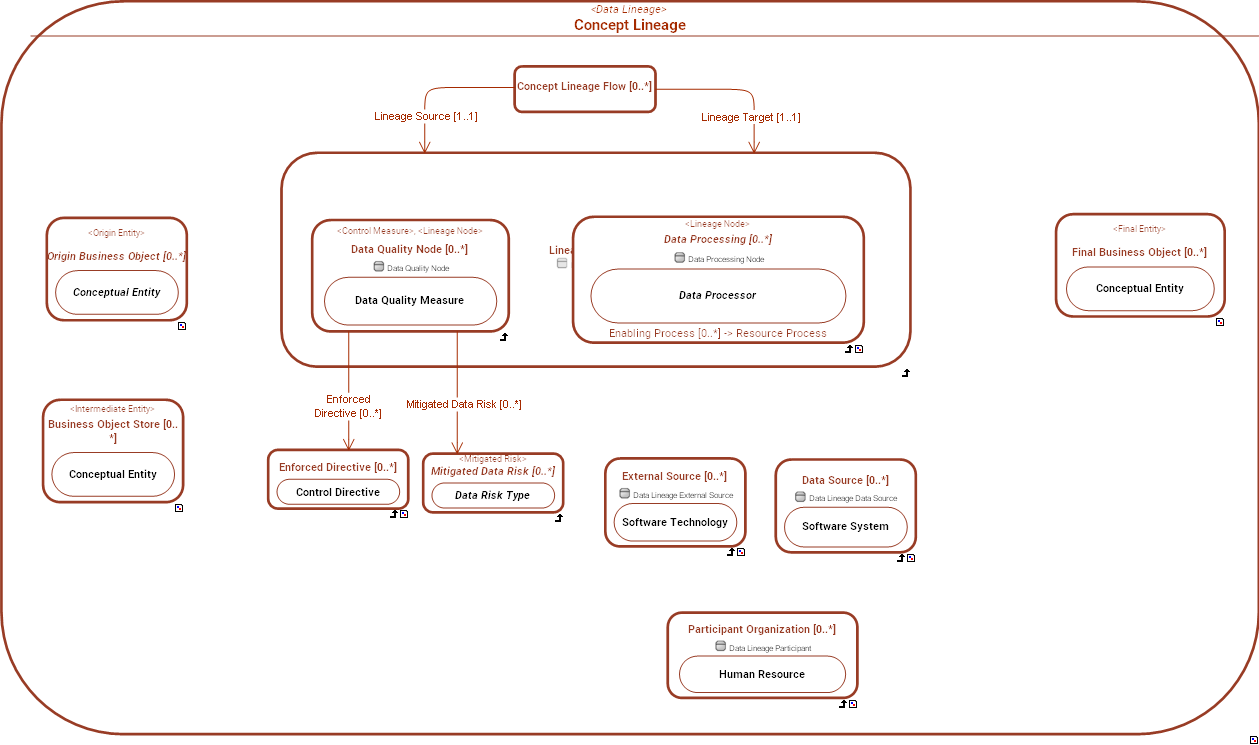 <Data Lineage>
Concept Lineage
Concept Lineage Flow [0..*]
Lineage Source [1..1]
Lineage Target [1..1]
<Origin Entity>
Origin Business Object [0..*]
Conceptual Entity
<Control Measure>, <Lineage Node>
Data Quality Node [0..*]
Data Quality Node
Data Quality Measure
<Lineage Node>
Data Processing [0..*]
Data Processing Node
Data Processor
Enabling Process [0..*] -> Resource Process
<Final Entity>
Final Business Object [0..*]
Conceptual Entity
<Intermediate Entity>
Business Object Store [0..
*]
Conceptual Entity
Enforced
Directive [0..*]
Mitigated Data Risk [0..*]
Enforced Directive [0..*]
Control Directive
<Mitigated Risk>
Mitigated Data Risk [0..*]
Data Risk Type
External Source [0..*]
Data Lineage External Source
Software Technology
Data Source [0..*]
Data Lineage Data Source
Software System
Participant Organization [0..*]
Data Lineage Participant
Human Resource